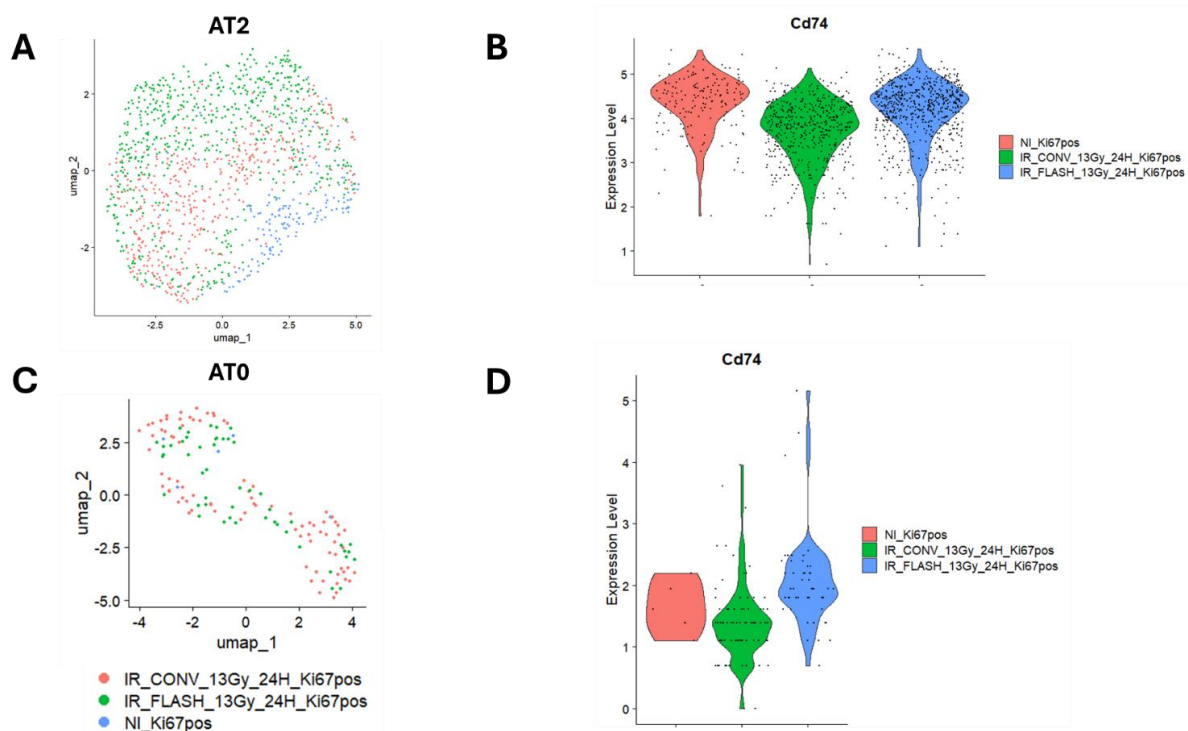 A
AT2
umap_2
2
0
-2
-2.5
0.0
2.5
5.0
umap_1
B
Cd74
Expression Level
5
4
3
2
1
NI_Ki67pos
IR_CONV_13Gy_24H_Ki67pos
IR_FLASH_13Gy_24H_Ki67pos
C
AT0
umap_2
2.5
0.0
-2.5
-5.0
-4
-2
0
2
4
umap_1
IR_CONV_13Gy_24H_Ki67pos
IR_FLASH_13Gy_24H_Ki67pos
NI_Ki67pos
D
Cd74
Expression Level
5
4
3
2
1
0
NI_Ki67pos
IR_CONV_13Gy_24H_Ki67pos
IR_FLASH_13Gy_24H_Ki67pos